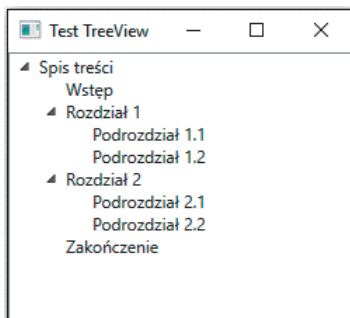 Test TreeView
Spis treści
Wstęp
Rozdział 1
Podrozdział 1.1
Podrozdział 1.2
Rozdział 2
Podrozdział 2.1
Podrozdział 2.2
Zakończenie